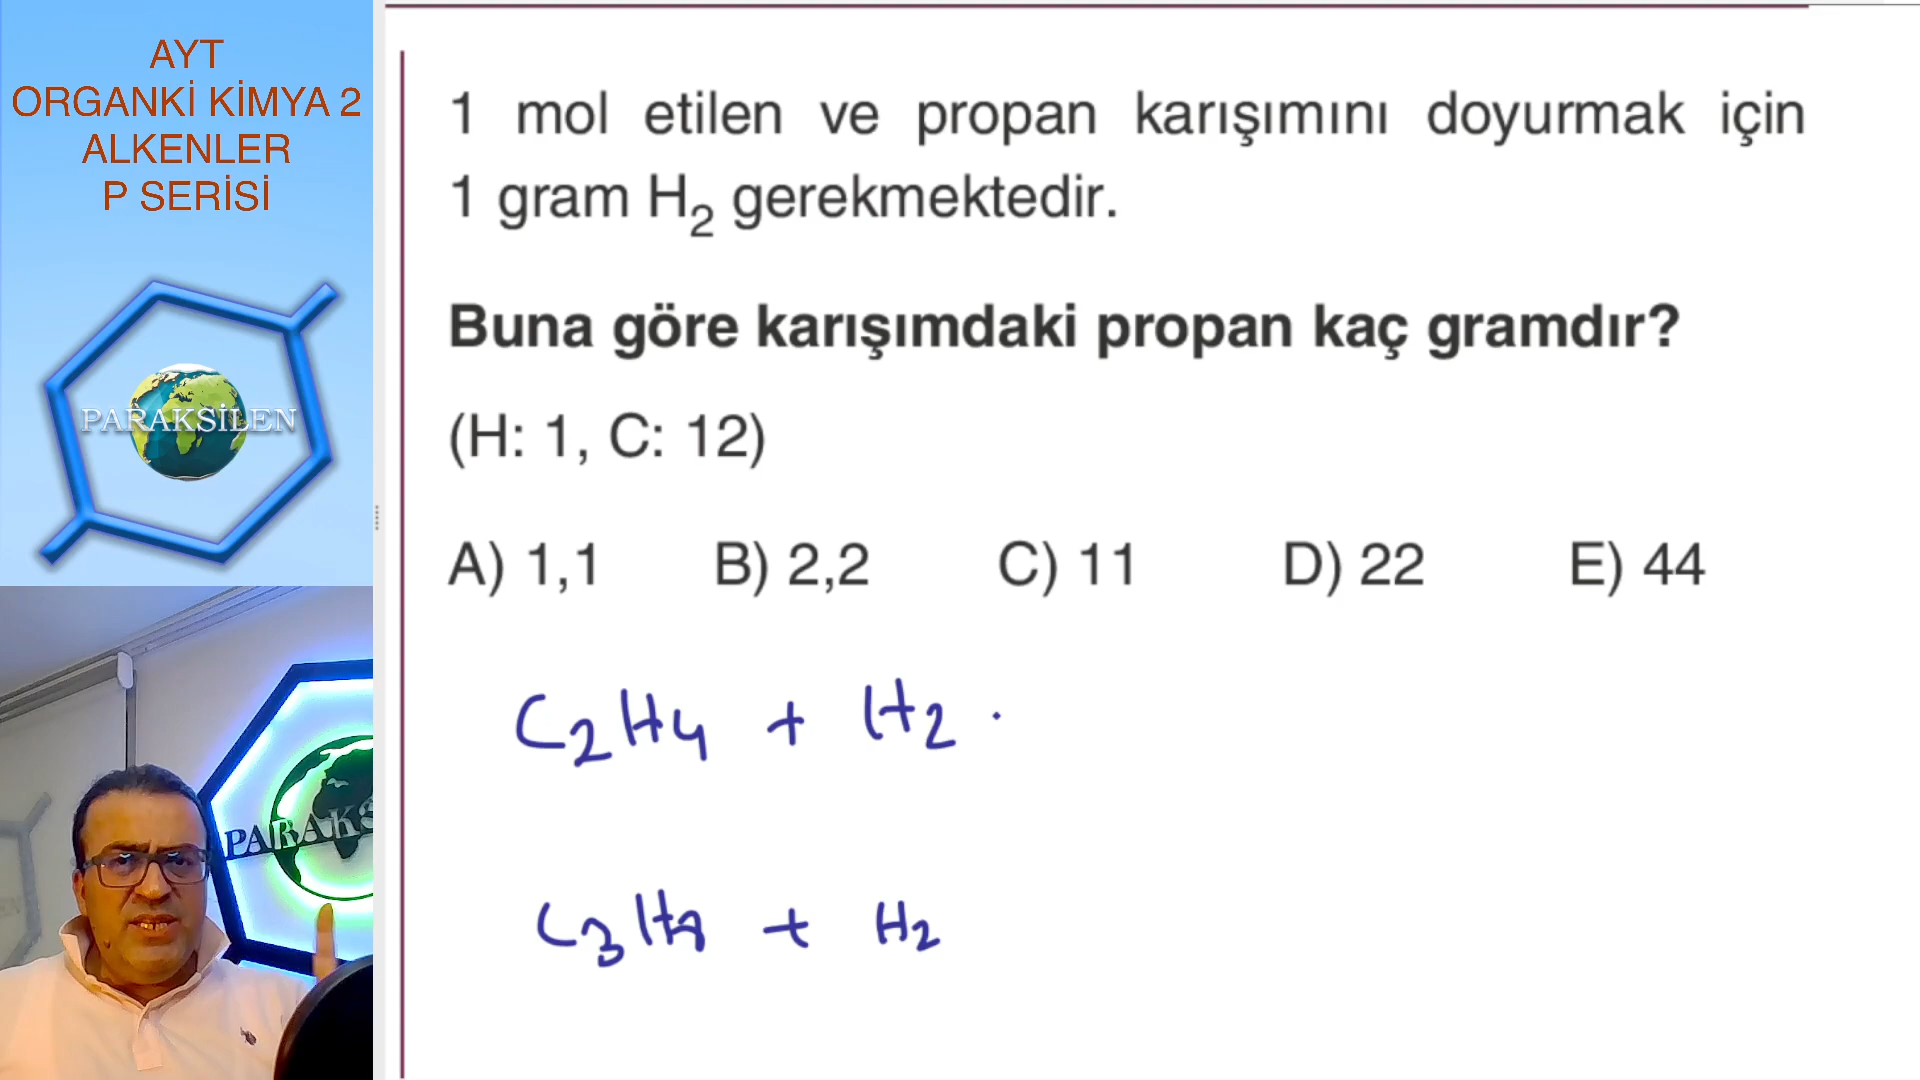 AYT
ORGANKİ KİMYA 2
ALKENLER
P SERİSİ
PARAKSİLEN
PARAKS
1 mol etilen ve propan karışımını doyurmak için
1 gram H₂ gerekmektedir.
Buna göre karışımdaki propan kaç gramdır?
(H: 1, C: 12)
A) 1,1 B) 2,2 C) 11 D) 22 E) 44
C₂H₄ + H₂
C₃H₈ + H₂